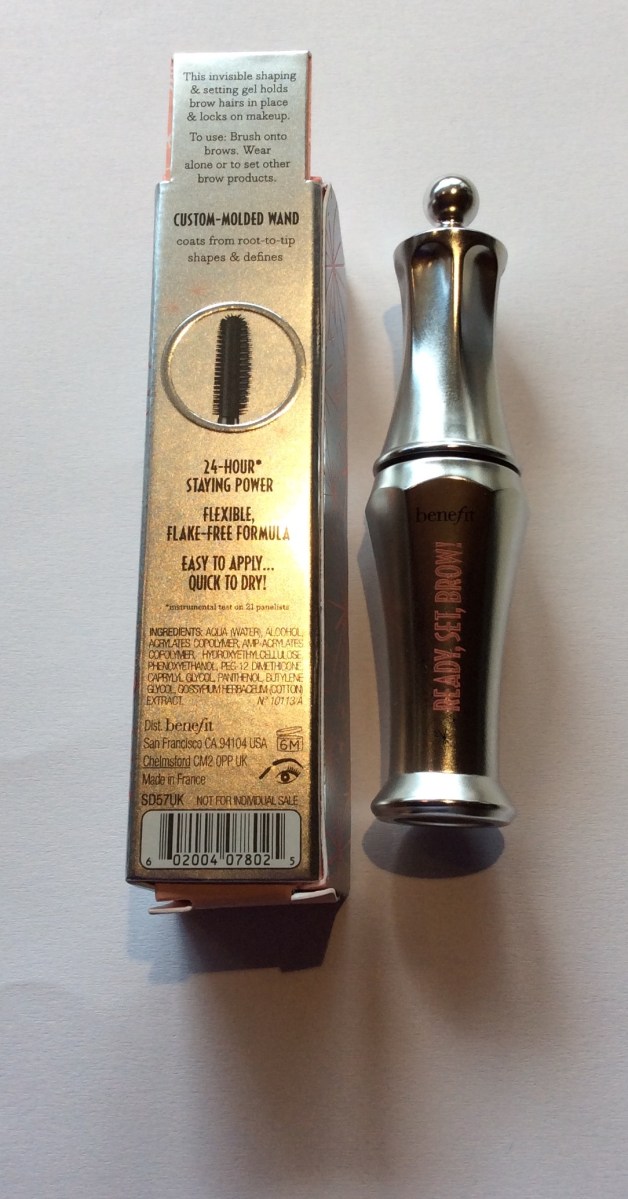 This invisible shaping
& setting gel holds
brow hairs in place
& locks on makeup.
To use: Brush onto
brows. Wear
alone or to set other
brow products.
CUSTOM-MOLDED WAND
coats from root-to-tip
shapes & defines
24-HOUR*
STAYING POWER
FLEXIBLE,
FLAKE-FREE FORMULA
EASY TO APPLY...
QUICK TO DRY!
*instrumental test on 21 panelists
INGREDIENTS: AQUA (WATER), ALCOHOL,
ACRYLATES COPOLYMER, AMP-ACRYLATES
COPOLYMER, HYDROXYETHYLCELLULOSE,
PHENOXYETHANOL, PEG-12 DIMETHICONE,
CAPRYLYL GLYCOL, PANTHENOL, BUTYLENE
GLYCOL, GOSSYPIUM HERBACEUM (COTTON)
EXTRACT. N° 10113/A
Dist. benefit
San Francisco CA 94104 USA 6M
Chelmsford CM2 0PP UK
Made in France
SD57UK NOT FOR INDIVIDUAL SALE
6 02004 07802 5
benefit
READY, SET, BROW!